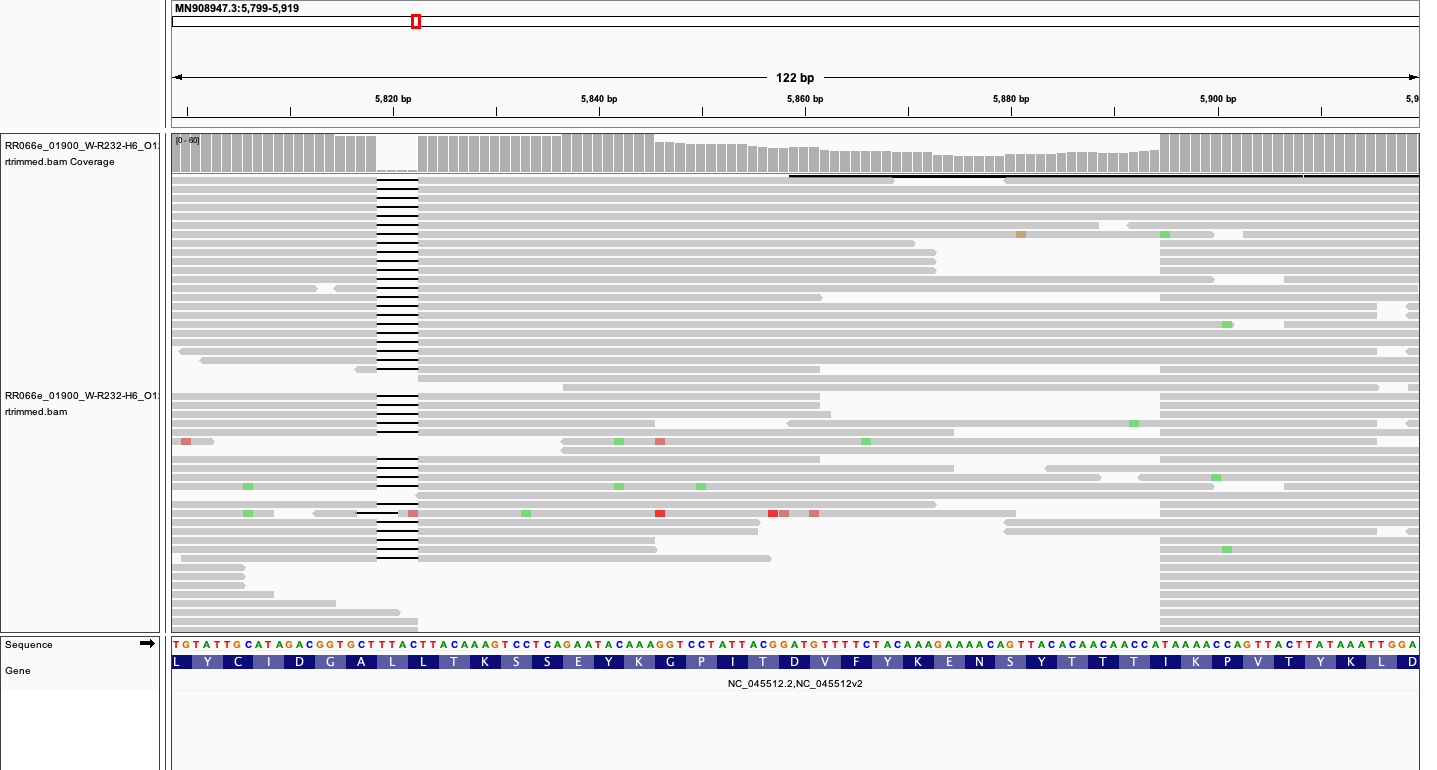 MN908947.3:5,799-5,919
122 bp
5,820 bp 5,840 bp 5,860 bp 5,880 bp 5,900 bp 5,9
[0 - 60]
RR066e_01900_W-R232-H6_O1
rtrimmed.bam Coverage
RR066e_01900_W-R232-H6_O1
rtrimmed.bam
Sequence TGTATTGCATAGACGGTGCTTTACTTACAAAGTCCTCAGAATACAAAGGTCCTATTACGGATGTTTTCTACAAAGAAAACAGTTACACAACAACCATAAAACCAGTTACTTATAAATTGGA
Gene L Y C I D G A L L T K S S E Y K G P I T D V F Y K E N S Y T T T I K P V T Y K L D
NC_045512.2,NC_045512v2